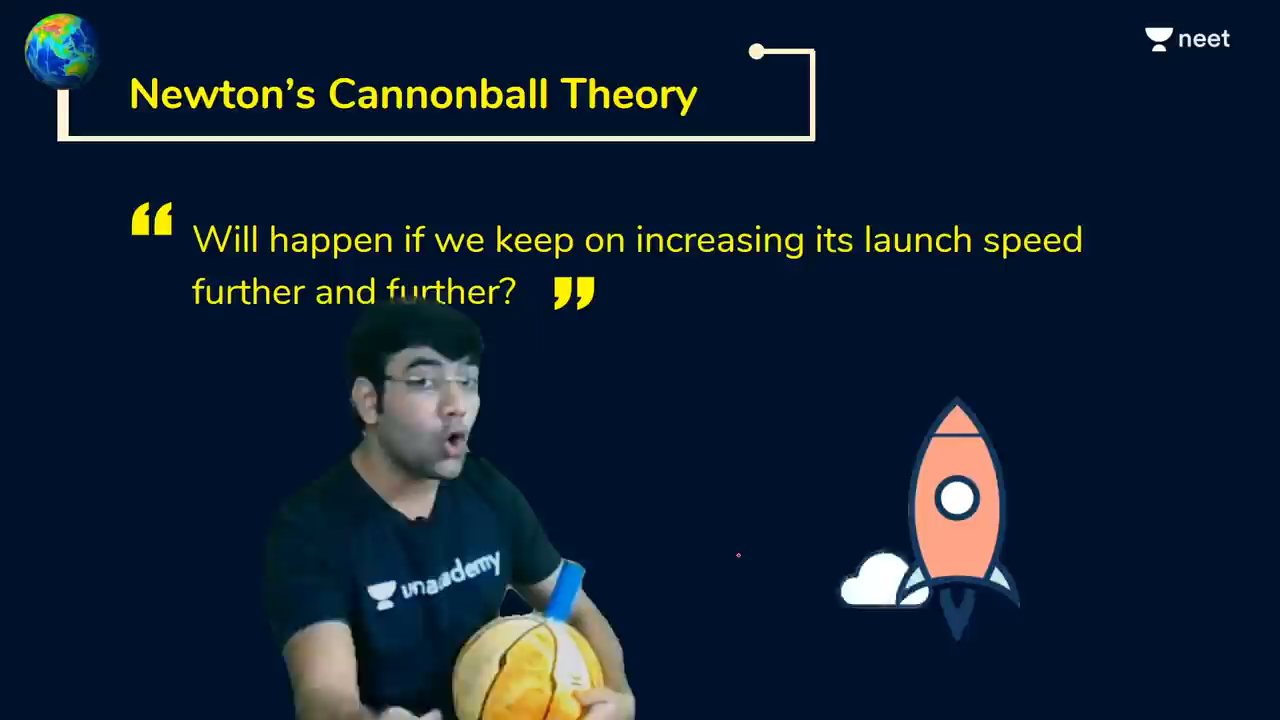 neet
Newton’s Cannonball Theory
“ Will happen if we keep on increasing its launch speed
further and further? ”
unacademy